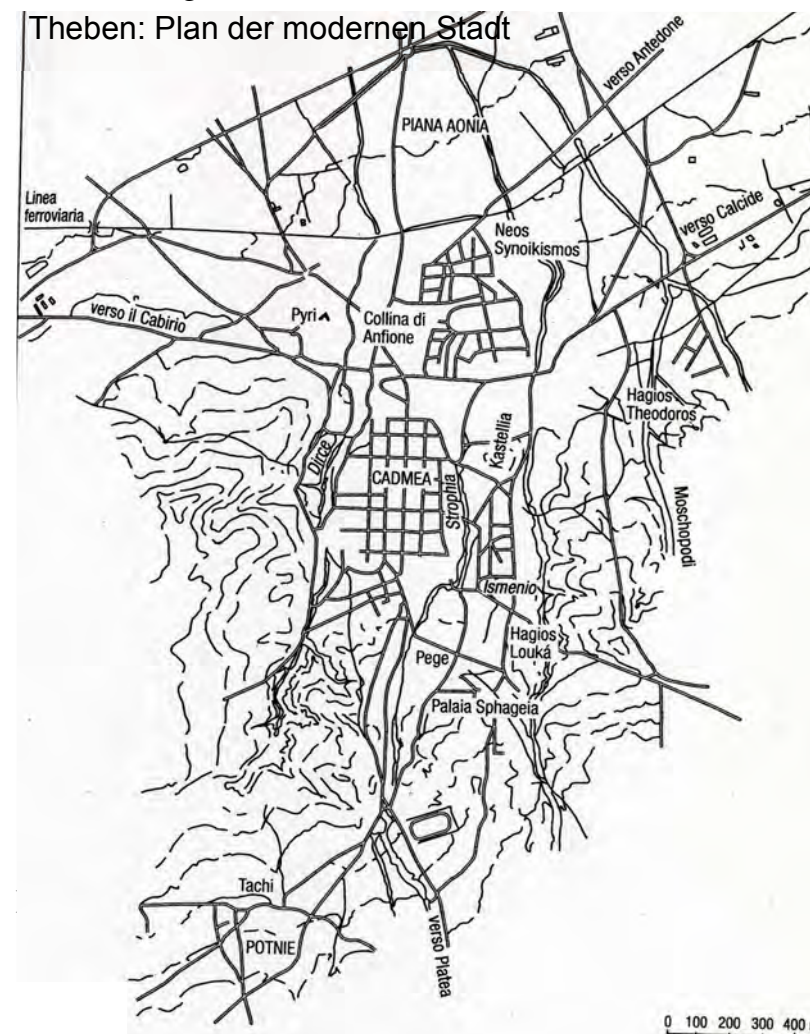 Theben: Plan der modernen Stadt
verso Antedone
PIANA AONIA
Linea
ferroviaria
verso Calcide
Neos
Synoikismos
verso il Cabirio
Pyri
Collina di
Anfione
Hagios
Theodoros
Kastellia
Dirce
CADMEA
Strophia
Moschopodi
Ismenio
Hagios
Louká
Pege
Palaia Sphageia
Tachi
POTNIE
verso Platea
0 100 200 300 400